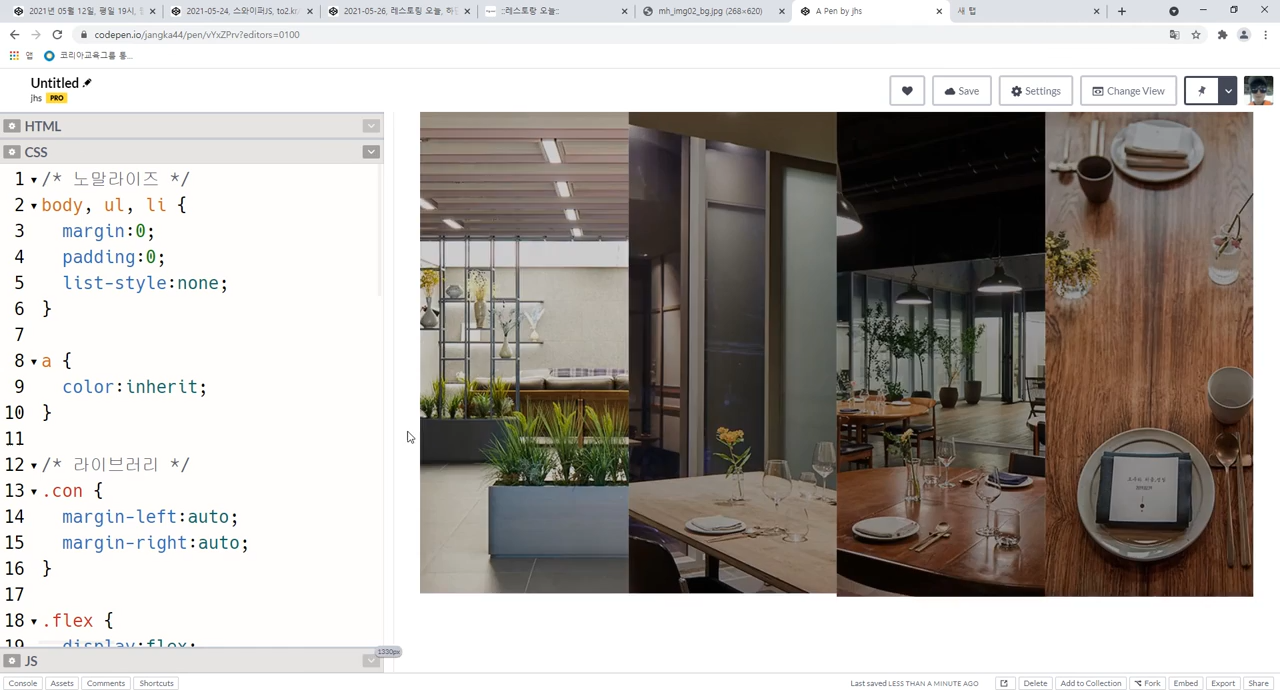 2021년 05월 12일, 평일 19시,
2021-05-24, 스와이퍼JS, to2.kr
2021-05-26, 레스토링 오늘, 하
::레스토랑 오늘::
mh_img02_bg.jpg (268×620)
A Pen by jhs
새 탭
codepen.io/jangka44/pen/vYxZPrv?editors=0100
앱
코리아교육그룹 통...
Untitled
jhs PRO
Save
Settings
Change View
HTML
CSS
1 /* 노말라이즈 */
2 body, ul, li {
3 margin:0;
4 padding:0;
5 list-style:none;
6 }
7
8 a {
9 color:inherit;
10 }
11
12 /* 라이브러리 */
13 .con {
14 margin-left:auto;
15 margin-right:auto;
16 }
17
18 .flex {
19 display:flex;
JS
1330px
Console
Assets
Comments
Shortcuts
Last saved LESS THAN A MINUTE AGO
Delete
Add to Collection
Fork
Embed
Export
Share